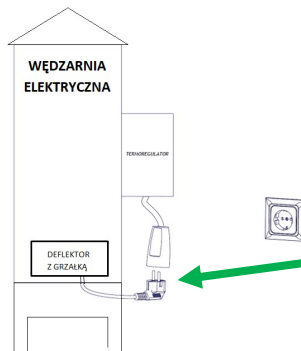 WĘDZARNIA
ELEKTRYCZNA
TERMOREGULATOR
DEFLEKTOR
Z GRZAŁKĄ